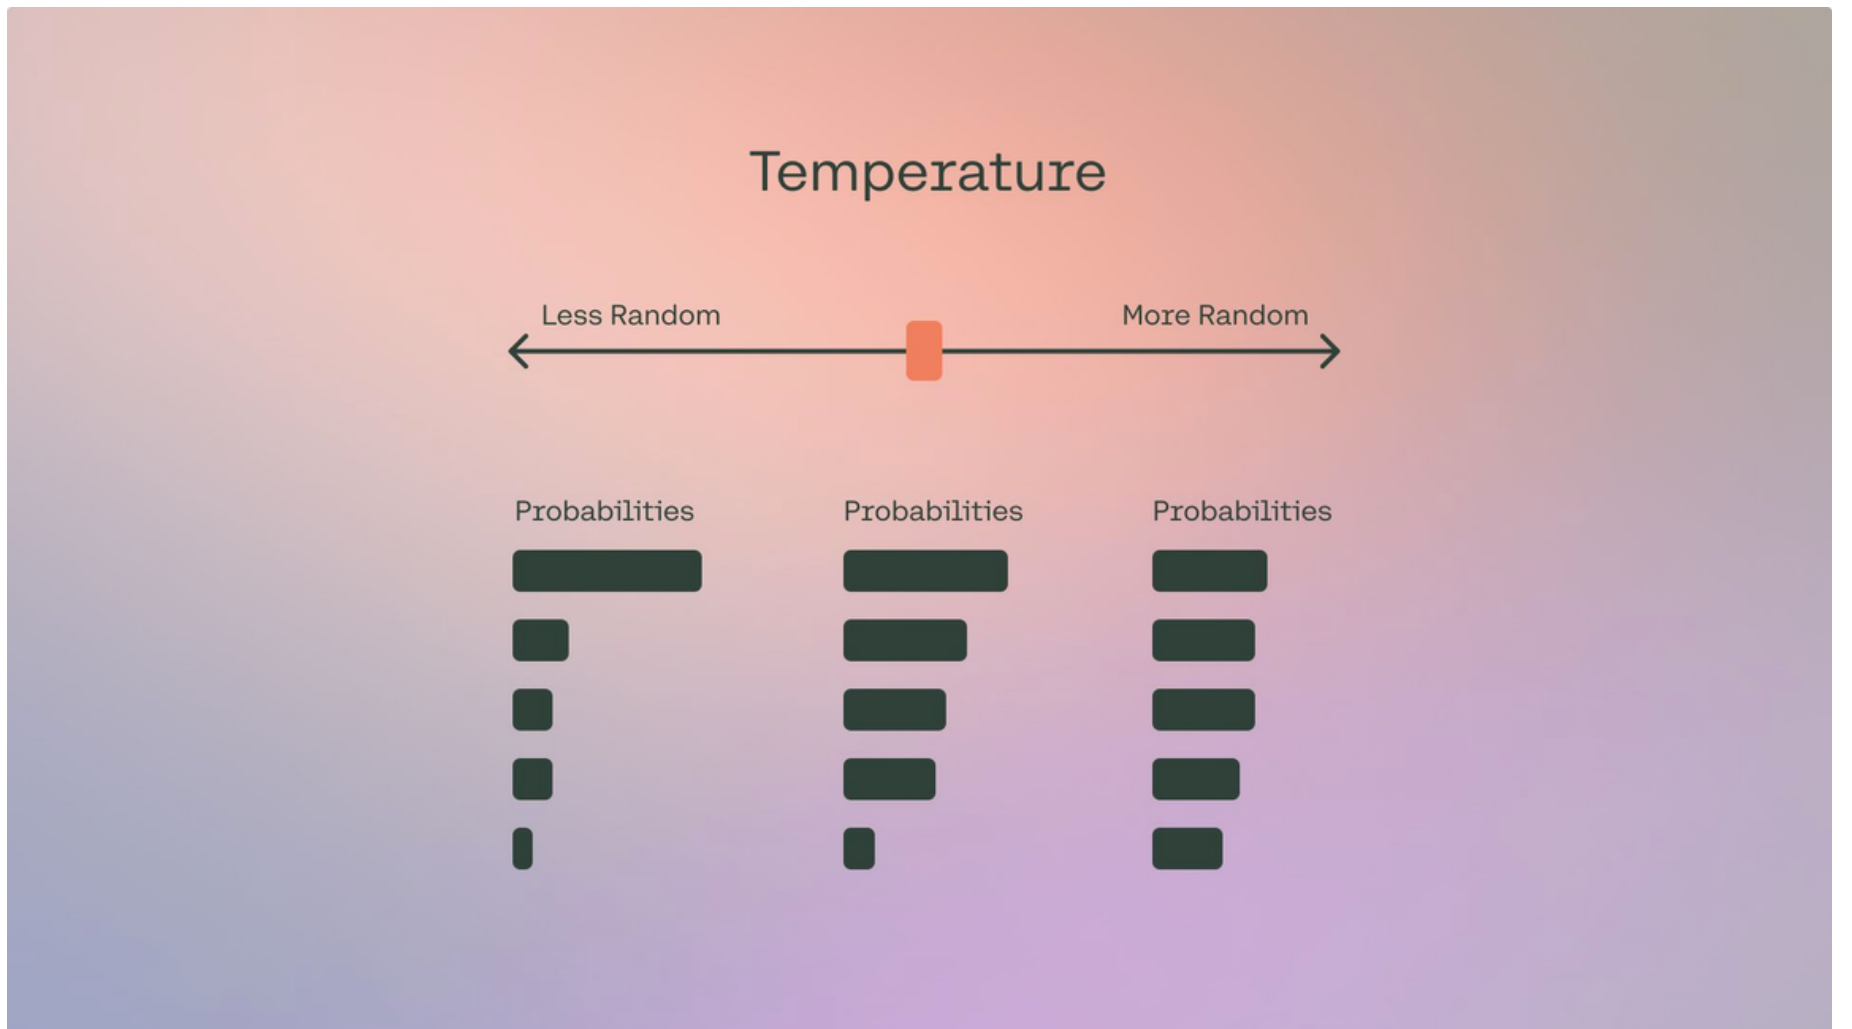 Temperature
Less Random
More Random
Probabilities
Probabilities
Probabilities